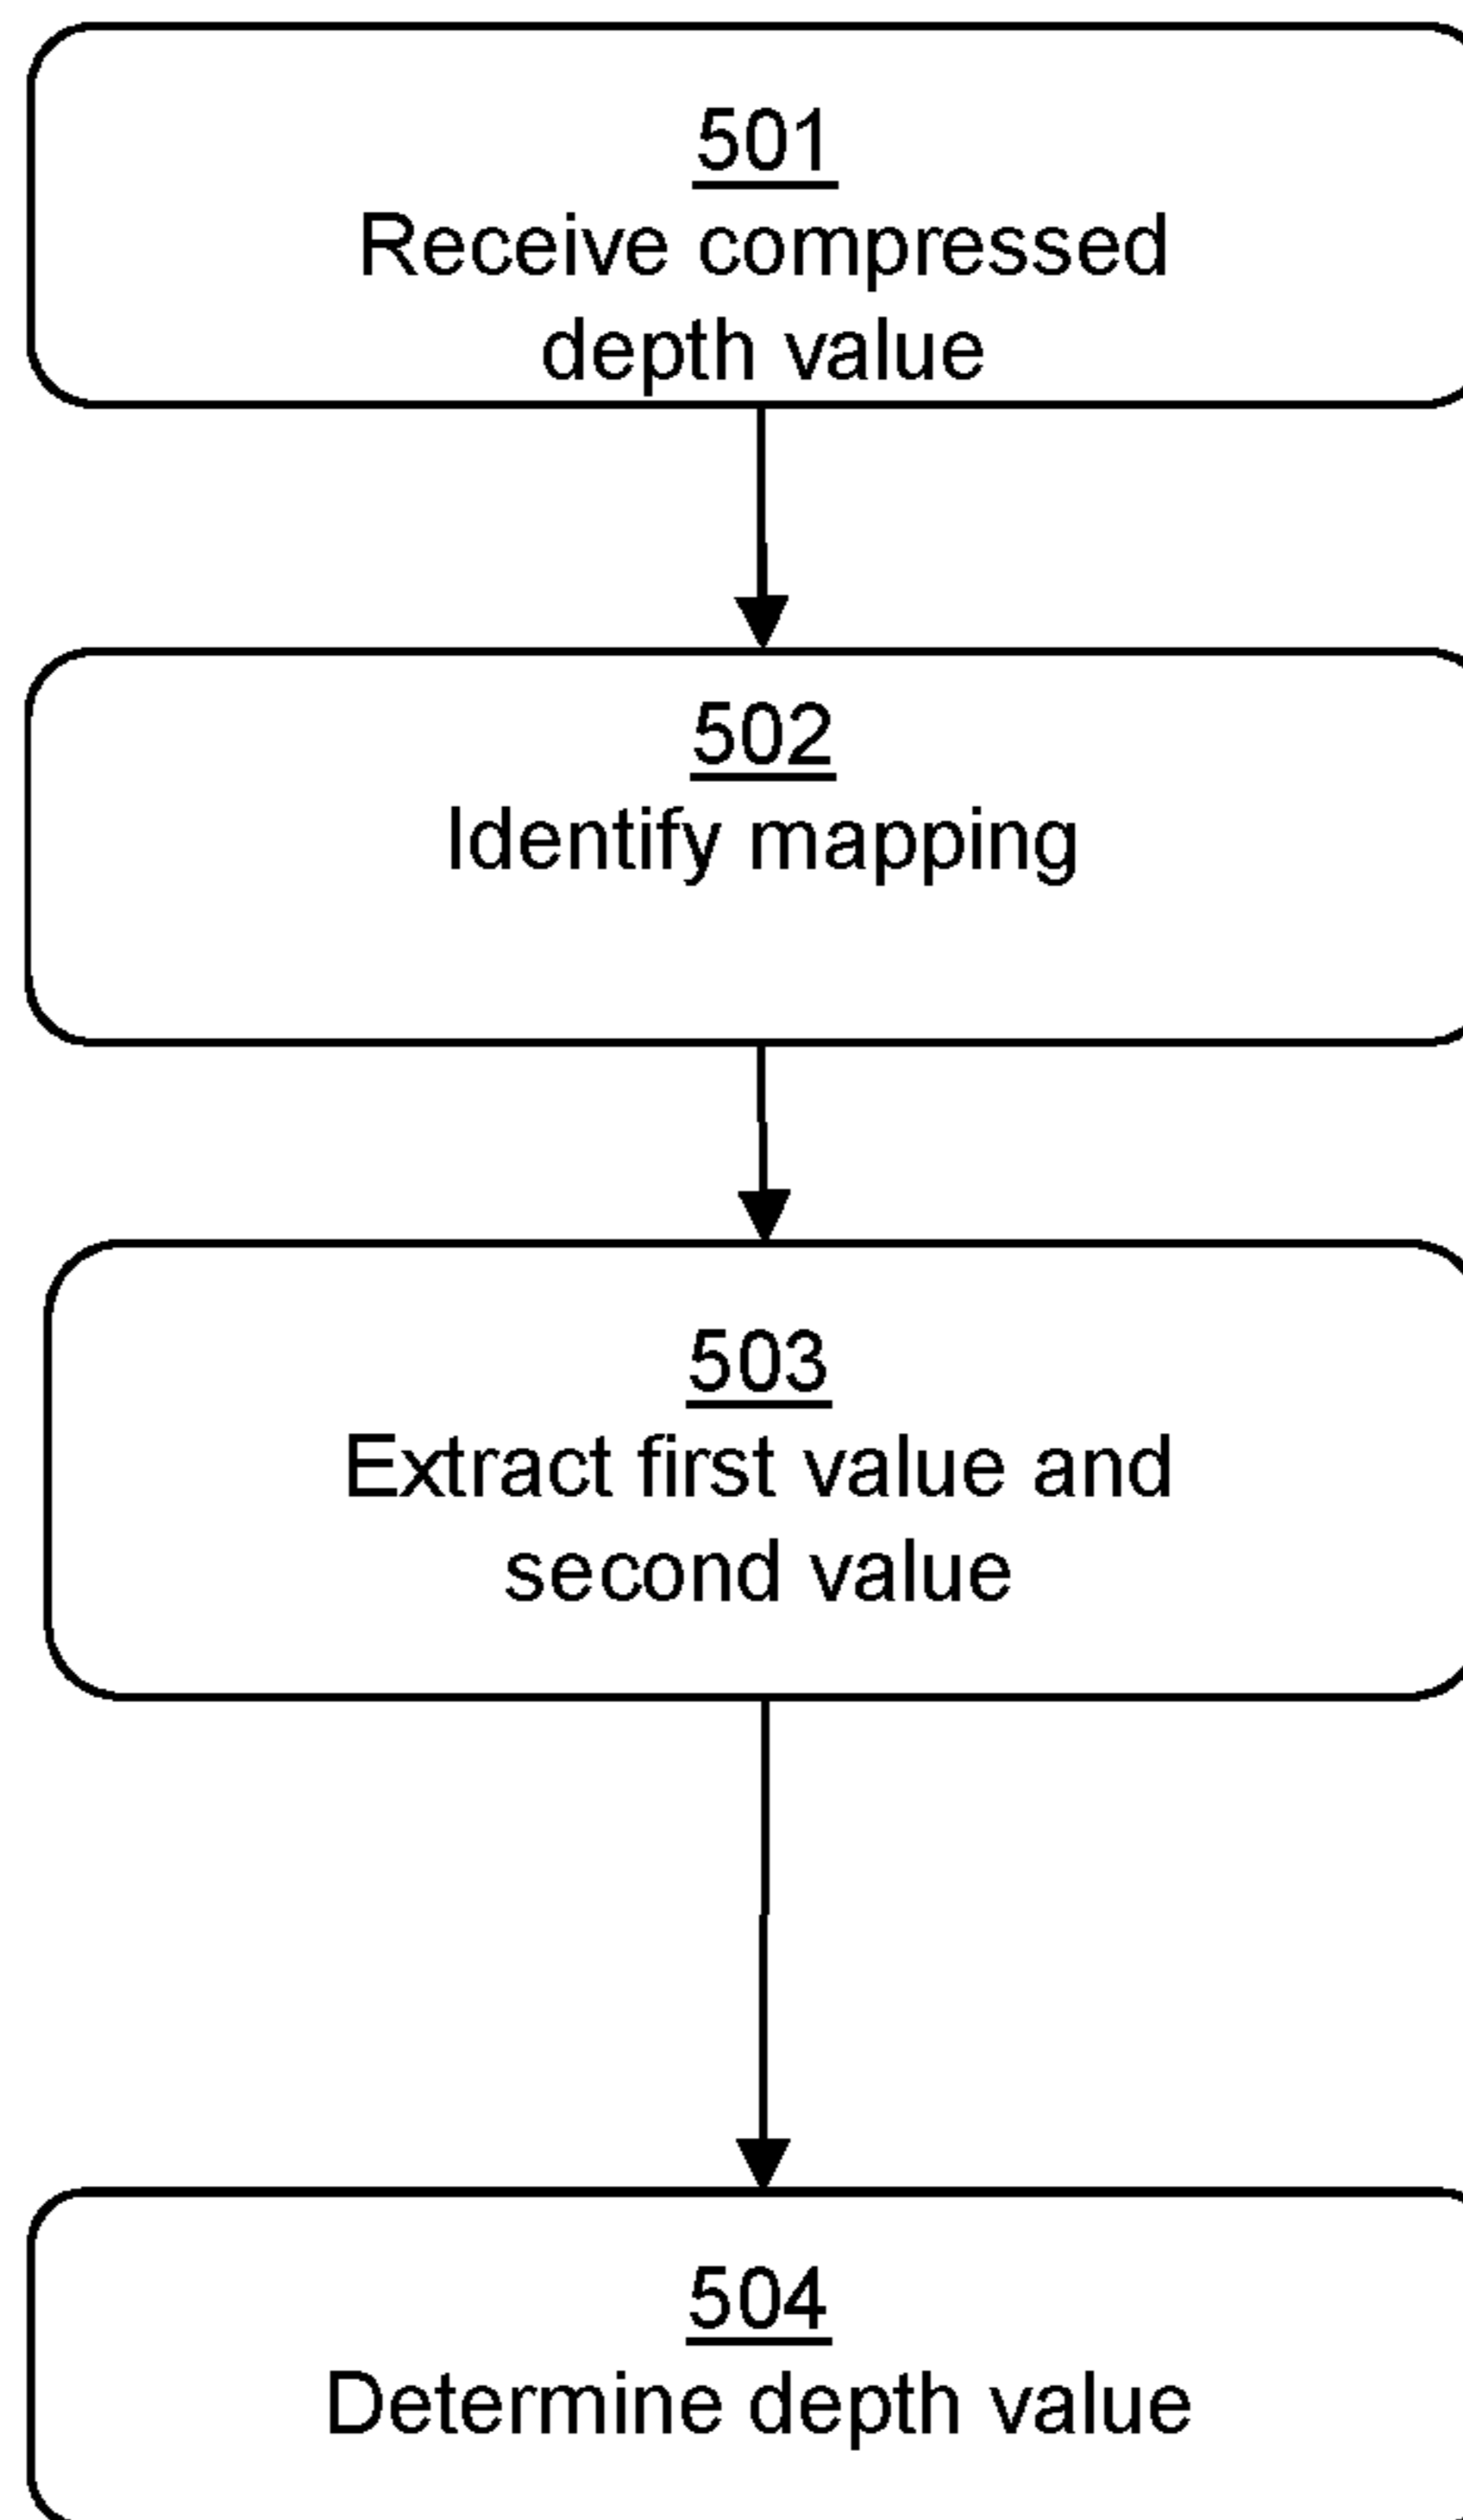 501
Receive compressed
depth value
502
Identify mapping
503
Extract first value and
second value
504
Determine depth value